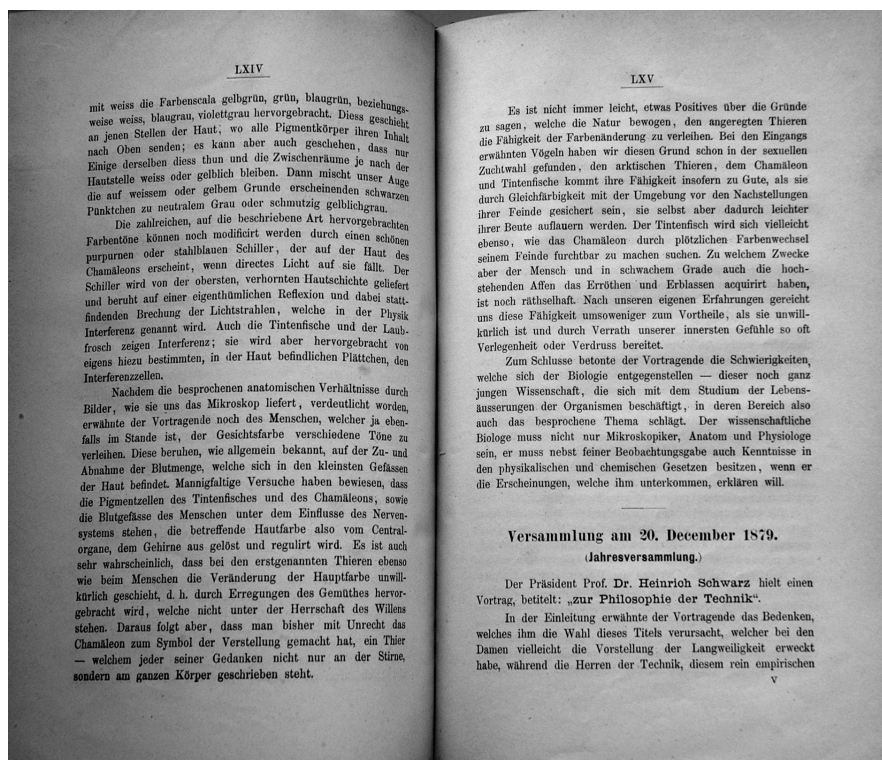 LXIV
mit weiss die Farbenscala gelbgrün, grün, blaugrün, beziehungs-
weise weiss, blaugrau, violettgrau hervorgebracht. Diess geschieht
an jenen Stellen der Haut, wo alle Pigmentkörper ihren Inhalt
nach Oben senden; es kann aber auch geschehen, dass nur
Einige derselben diess thun und die Zwischenräume je nach der
Hautstelle weiss oder gelblich bleiben. Dann mischt unser Auge
die auf weissem oder gelbem Grunde erscheinenden schwarzen
Pünktchen zu neutralem Grau oder schmutzig gelblichgrau.
Die zahlreichen, auf die beschriebene Art hervorgebrachten
Farbentöne können noch modificirt werden durch einen schönen
purpurnen oder stahlblauen Schiller, der auf der Haut des
Chamäleons erscheint, wenn directes Licht auf sie fällt. Der
Schiller wird von der obersten, verhornten Hautschichte geliefert
und beruht auf einer eigenthümlichen Reflexion und dabei statt-
findenden Brechung der Lichtstrahlen, welche in der Physik
Interferenz genannt wird. Auch die Tintenfische und der Laub-
frosch zeigen Interferenz; sie wird aber hervorgebracht von
eigens hiezu bestimmten, in der Haut befindlichen Plättchen, den
Interferenzzellen.
Nachdem die besprochenen anatomischen Verhältnisse durch
Bilder, wie sie uns das Mikroskop liefert, verdeutlicht worden,
erwähnte der Vortragende noch des Menschen, welcher ja eben-
falls im Stande ist, der Gesichtsfarbe verschiedene Töne zu
verleihen. Diese beruhen, wie allgemein bekannt, auf der Zu- und
Abnahme der Blutmenge, welche sich in den kleinsten Gefässen
der Haut befindet. Mannigfaltige Versuche haben bewiesen, dass
die Pigmentzellen des Tintenfisches und des Chamäleons, sowie
die Blutgefässe des Menschen unter dem Einflusse des Nerven-
systems stehen, die betreffende Hautfarbe also vom Central-
organe, dem Gehirne aus gelöst und regulirt wird. Es ist auch
sehr wahrscheinlich, dass bei den erstgenannten Thieren ebenso
wie beim Menschen die Veränderung der Hauptfarbe unwill-
kürlich geschieht, d. h. durch Erregungen des Gemüthes hervor-
gebracht wird, welche nicht unter der Herrschaft des Willens
stehen. Daraus folgt aber, dass man bisher mit Unrecht das
Chamäleon zum Symbol der Verstellung gemacht hat, ein Thier
— welchem jeder seiner Gedanken nicht nur an der Stirne,
sondern am ganzen Körper geschrieben steht.
LXV
Es ist nicht immer leicht, etwas Positives über die Gründe
zu sagen, welche die Natur bewogen, den angeregten Thieren
die Fähigkeit der Farbenänderung zu verleihen. Bei den Eingangs
erwähnten Vögeln haben wir diesen Grund schon in der sexuellen
Zuchtwahl gefunden, den arktischen Thieren, dem Chamäleon
und Tintenfische kommt ihre Fähigkeit insofern zu Gute, als sie
durch Gleichfärbigkeit mit der Umgebung vor den Nachstellungen
ihrer Feinde gesichert sein, sie selbst aber dadurch leichter
ihrer Beute auflauern werden. Der Tintenfisch wird sich vielleicht
ebenso, wie das Chamäleon durch plötzlichen Farbenwechsel
seinem Feinde furchtbar zu machen suchen. Zu welchem Zwecke
aber der Mensch und in schwachem Grade auch die hoch-
stehenden Affen das Erröthen und Erblassen acquirirt haben,
ist noch räthselhaft. Nach unseren eigenen Erfahrungen gereicht
uns diese Fähigkeit umsoweniger zum Vortheile, als sie unwill-
kürlich ist und durch Verrath unserer innersten Gefühle so oft
Verlegenheit oder Verdruss bereitet.
Zum Schlusse betonte der Vortragende die Schwierigkeiten,
welche sich der Biologie entgegenstellen — dieser noch ganz
jungen Wissenschaft, die sich mit dem Studium der Lebens-
äusserungen der Organismen beschäftigt, in deren Bereich also
auch das besprochene Thema schlägt. Der wissenschaftliche
Biologe muss nicht nur Mikroskopiker, Anatom und Physiologe
sein, er muss nebst feiner Beobachtungsgabe auch Kenntnisse in
den physikalischen und chemischen Gesetzen besitzen, wenn er
die Erscheinungen, welche ihm unterkommen, erklären will.
Versammlung am 20. December 1879.
(Jahresversammlung.)
Der Präsident Prof. Dr. Heinrich Schwarz hielt einen
Vortrag, betitelt: „zur Philosophie der Technik“.
In der Einleitung erwähnte der Vortragende das Bedenken,
welches ihm die Wahl dieses Titels verursacht, welcher bei den
Damen vielleicht die Vorstellung der Langweiligkeit erweckt
habe, während die Herren der Technik, diesem rein empirischen
V